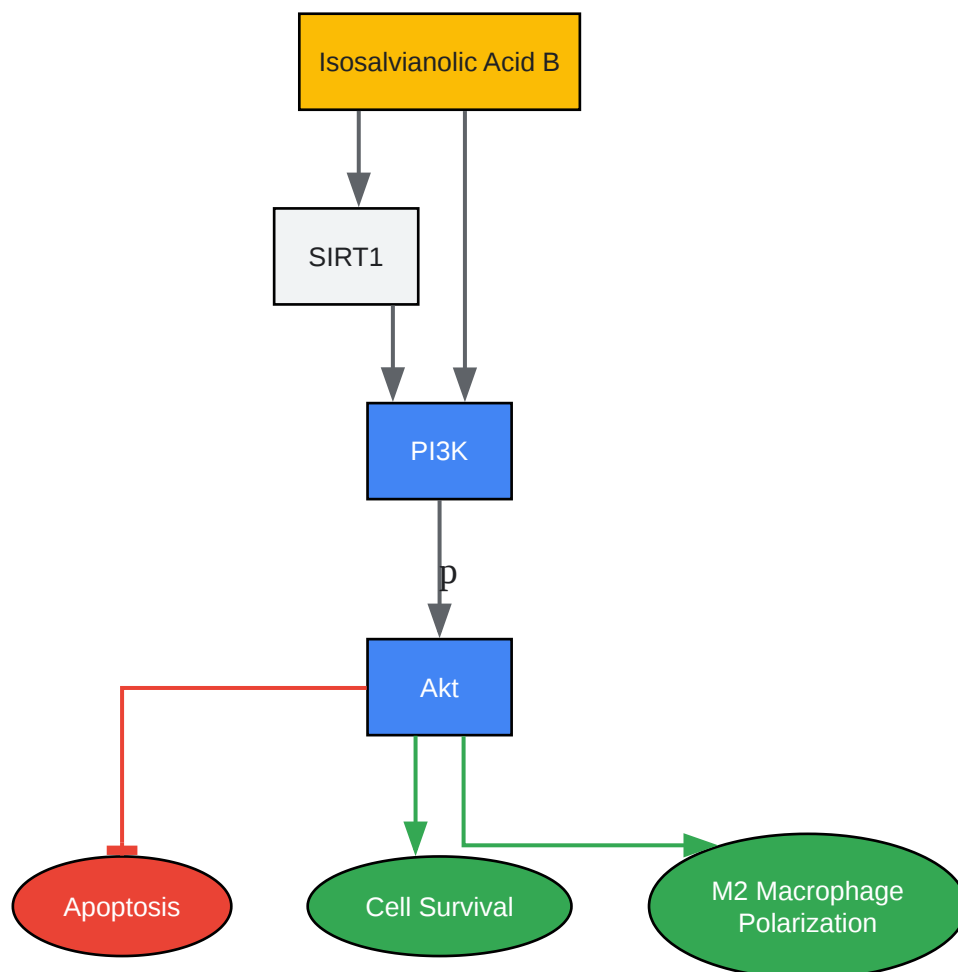 Isosalvianolic Acid B
SIRT1
PI3K
p
Akt
Apoptosis
Cell Survival
M2 Macrophage
Polarization